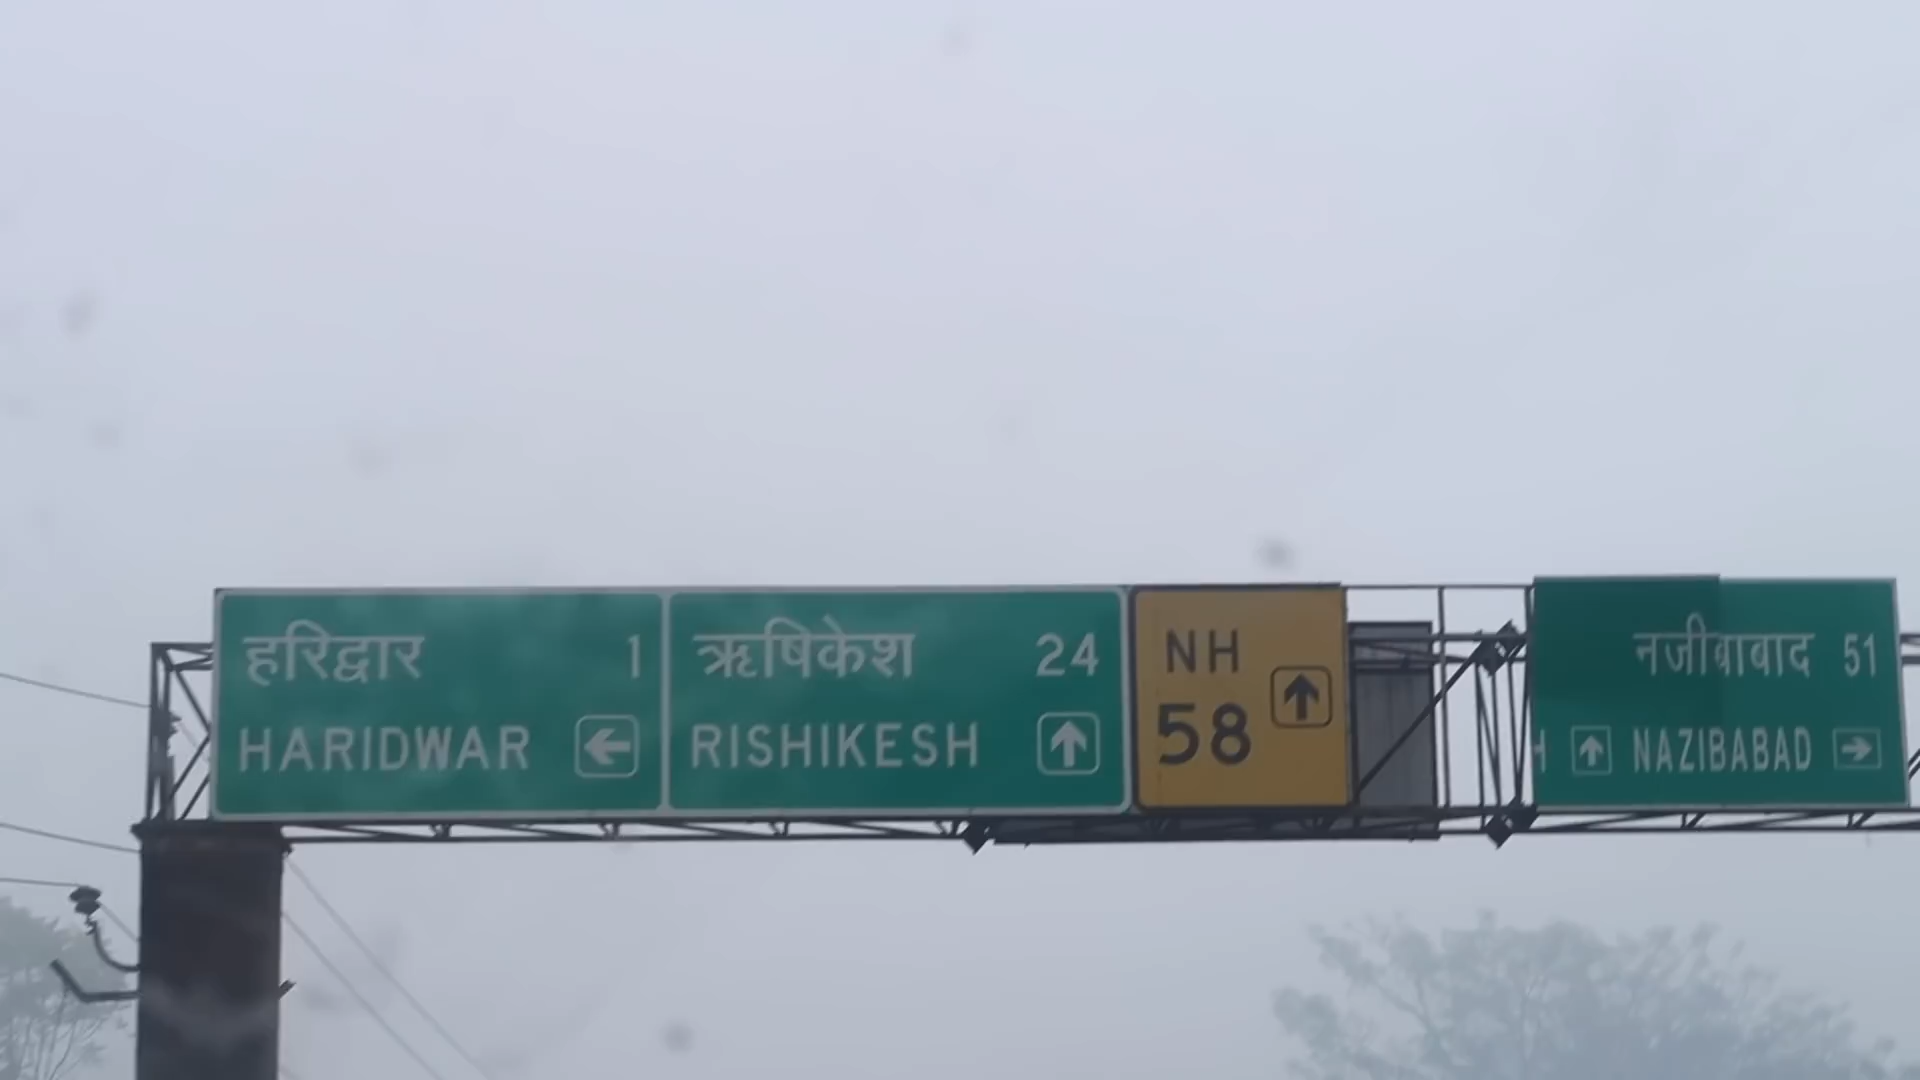 हरिद्वार 1
HARIDWAR
ऋषिकेश 24
RISHIKESH
NH
58
नजीबाबाद 51
NAZIBABAD